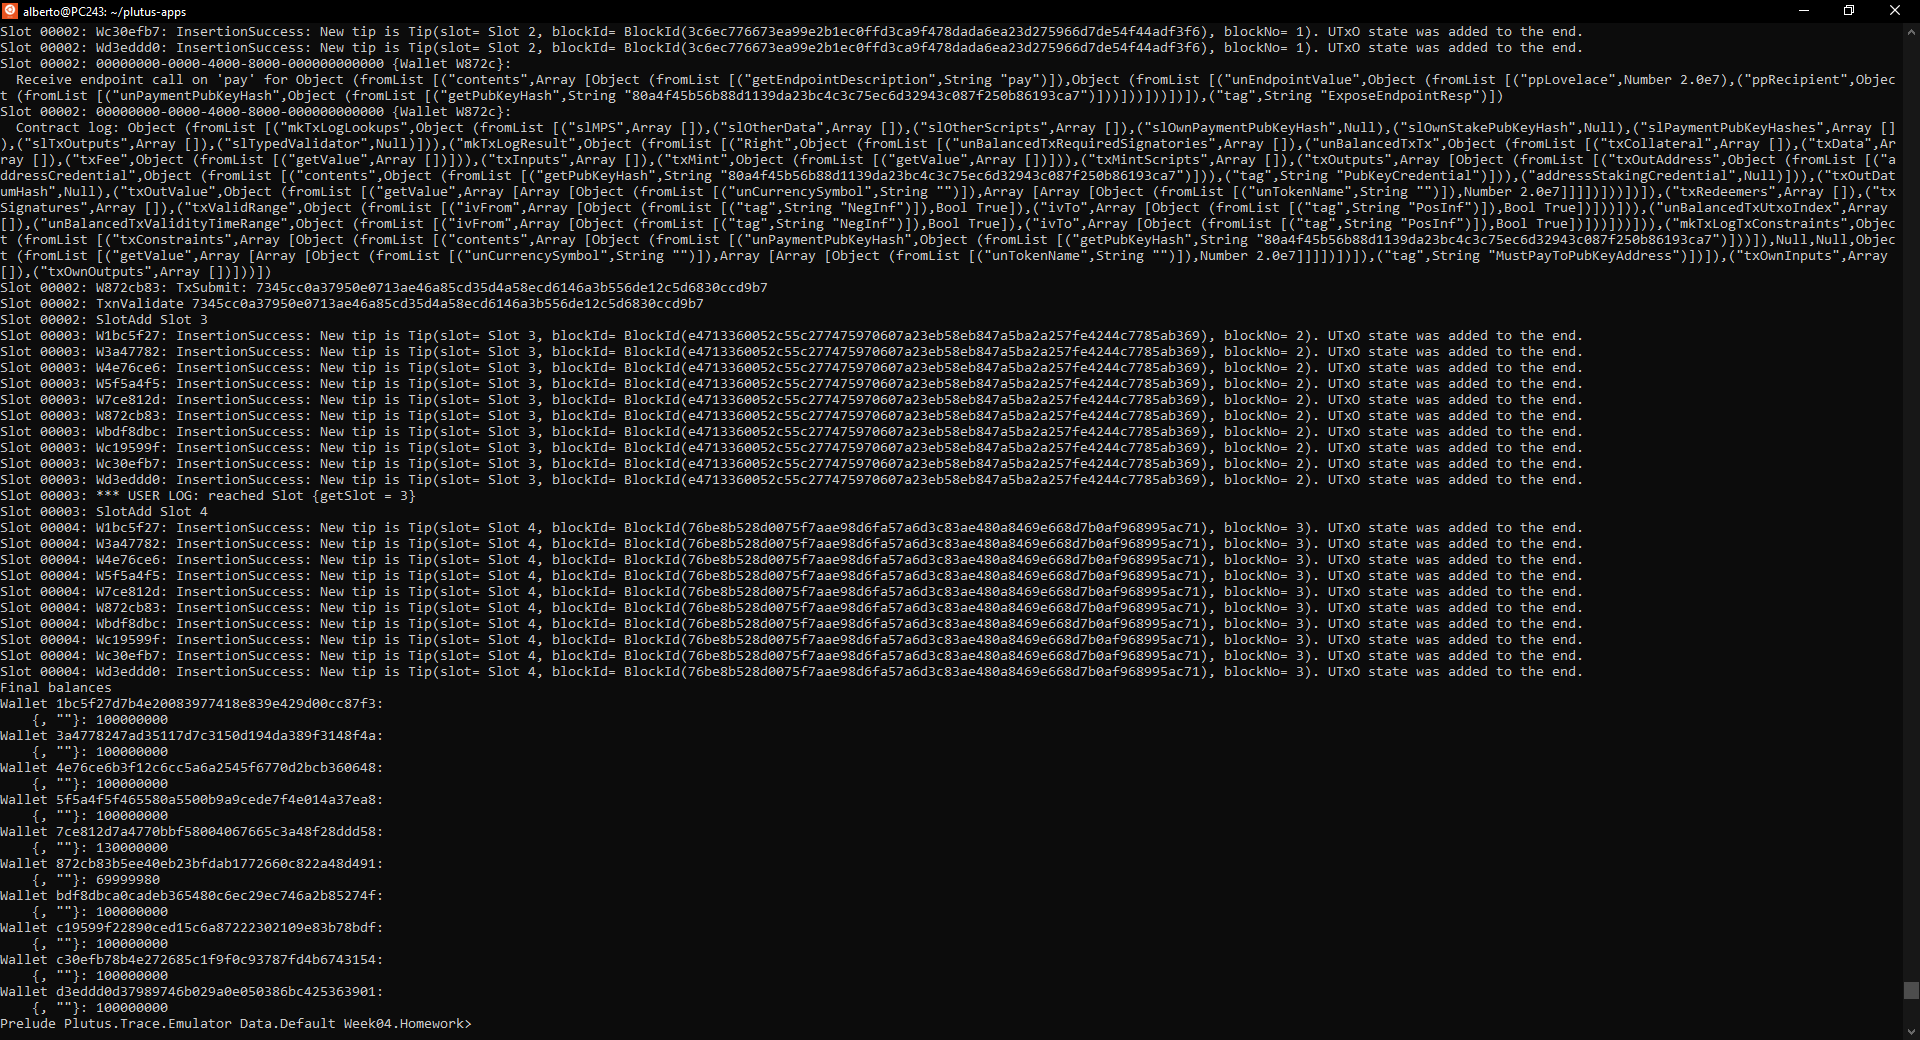 alberto@PC243: ~/plutus-apps
Slot 00002: Wc30efb7: InsertionSuccess: New tip is Tip(slot= Slot 2, blockId= BlockId(3c6ec776673ea99e2b1ec0ffd3ca9f478dada6ea23d275966d7de54f44adf3f6), blockNo= 1). UTxO state was added to the end.
Slot 00002: Wd3eddd0: InsertionSuccess: New tip is Tip(slot= Slot 2, blockId= BlockId(3c6ec776673ea99e2b1ec0ffd3ca9f478dada6ea23d275966d7de54f44adf3f6), blockNo= 1). UTxO state was added to the end.
Slot 00002: 00000000-0000-4000-8000-000000000000 {Wallet W872c}:
  Receive endpoint call on 'pay' for Object (fromList [("contents",Array [Object (fromList [("getEndpointDescription",String "pay")]),Object (fromList [("unEndpointValue",Object (fromList [("ppLovelace",Number 2.0e7),("ppRecipient",Objec
t (fromList [("unPaymentPubKeyHash",Object (fromList [("getPubKeyHash",String "80a4f45b56b88d1139da23bc4c3c75ec6d32943c087f250b86193ca7")]))]))]))])]),("tag",String "ExposeEndpointResp")])
Slot 00002: 00000000-0000-4000-8000-000000000000 {Wallet W872c}:
  Contract log: Object (fromList [("mkTxLogLookups",Object (fromList [("slMPS",Array []),("slOtherData",Array []),("slOtherScripts",Array []),("slOwnPaymentPubKeyHash",Null),("slOwnStakePubKeyHash",Null),("slPaymentPubKeyHashes",Array []
),("slTxOutputs",Array []),("slTypedValidator",Null)])),("mkTxLogResult",Object (fromList [("Right",Object (fromList [("unBalancedTxRequiredSignatories",Array []),("unBalancedTxTx",Object (fromList [("txCollateral",Array []),("txData",Ar
ray []),("txFee",Object (fromList [("getValue",Array [])])),("txInputs",Array []),("txMint",Object (fromList [("getValue",Array [])])),("txMintScripts",Array []),("txOutputs",Array [Object (fromList [("txOutAddress",Object (fromList [("a
ddressCredential",Object (fromList [("contents",Object (fromList [("getPubKeyHash",String "80a4f45b56b88d1139da23bc4c3c75ec6d32943c087f250b86193ca7")])),("tag",String "PubKeyCredential")])),("addressStakingCredential",Null)])),("txOutDat
umHash",Null),("txOutValue",Object (fromList [("getValue",Array [Array [Object (fromList [("unCurrencySymbol",String "")]),Array [Array [Object (fromList [("unTokenName",String "")]),Number 2.0e7]]]])]))])]),("txRedeemers",Array []),("tx
Signatures",Array []),("txValidRange",Object (fromList [("ivFrom",Array [Object (fromList [("tag",String "NegInf")]),Bool True]),("ivTo",Array [Object (fromList [("tag",String "PosInf")]),Bool True])]))])),("unBalancedTxUtxoIndex",Array
[]),("unBalancedTxValidityTimeRange",Object (fromList [("ivFrom",Array [Object (fromList [("tag",String "NegInf")]),Bool True]),("ivTo",Array [Object (fromList [("tag",String "PosInf")]),Bool True])]))]))])),("mkTxLogTxConstraints",Objec
t (fromList [("txConstraints",Array [Object (fromList [("contents",Array [Object (fromList [("unPaymentPubKeyHash",Object (fromList [("getPubKeyHash",String "80a4f45b56b88d1139da23bc4c3c75ec6d32943c087f250b86193ca7")]))]),Null,Null,Objec
t (fromList [("getValue",Array [Array [Object (fromList [("unCurrencySymbol",String "")]),Array [Array [Object (fromList [("unTokenName",String "")]),Number 2.0e7]]]])])]),("tag",String "MustPayToPubKeyAddress")])]),("txOwnInputs",Array
[]),("txOwnOutputs",Array [])]))])
Slot 00002: W872cb83: TxSubmit: 7345cc0a37950e0713ae46a85cd35d4a58ecd6146a3b556de12c5d6830ccd9b7
Slot 00002: TxnValidate 7345cc0a37950e0713ae46a85cd35d4a58ecd6146a3b556de12c5d6830ccd9b7
Slot 00002: SlotAdd Slot 3
Slot 00003: W1bc5f27: InsertionSuccess: New tip is Tip(slot= Slot 3, blockId= BlockId(e4713360052c55c277475970607a23eb58eb847a5ba2a257fe4244c7785ab369), blockNo= 2). UTxO state was added to the end.
Slot 00003: W3a47782: InsertionSuccess: New tip is Tip(slot= Slot 3, blockId= BlockId(e4713360052c55c277475970607a23eb58eb847a5ba2a257fe4244c7785ab369), blockNo= 2). UTxO state was added to the end.
Slot 00003: W4e76ce6: InsertionSuccess: New tip is Tip(slot= Slot 3, blockId= BlockId(e4713360052c55c277475970607a23eb58eb847a5ba2a257fe4244c7785ab369), blockNo= 2). UTxO state was added to the end.
Slot 00003: W5f5a4f5: InsertionSuccess: New tip is Tip(slot= Slot 3, blockId= BlockId(e4713360052c55c277475970607a23eb58eb847a5ba2a257fe4244c7785ab369), blockNo= 2). UTxO state was added to the end.
Slot 00003: W7ce812d: InsertionSuccess: New tip is Tip(slot= Slot 3, blockId= BlockId(e4713360052c55c277475970607a23eb58eb847a5ba2a257fe4244c7785ab369), blockNo= 2). UTxO state was added to the end.
Slot 00003: W872cb83: InsertionSuccess: New tip is Tip(slot= Slot 3, blockId= BlockId(e4713360052c55c277475970607a23eb58eb847a5ba2a257fe4244c7785ab369), blockNo= 2). UTxO state was added to the end.
Slot 00003: Wbdf8dbc: InsertionSuccess: New tip is Tip(slot= Slot 3, blockId= BlockId(e4713360052c55c277475970607a23eb58eb847a5ba2a257fe4244c7785ab369), blockNo= 2). UTxO state was added to the end.
Slot 00003: Wc19599f: InsertionSuccess: New tip is Tip(slot= Slot 3, blockId= BlockId(e4713360052c55c277475970607a23eb58eb847a5ba2a257fe4244c7785ab369), blockNo= 2). UTxO state was added to the end.
Slot 00003: Wc30efb7: InsertionSuccess: New tip is Tip(slot= Slot 3, blockId= BlockId(e4713360052c55c277475970607a23eb58eb847a5ba2a257fe4244c7785ab369), blockNo= 2). UTxO state was added to the end.
Slot 00003: Wd3eddd0: InsertionSuccess: New tip is Tip(slot= Slot 3, blockId= BlockId(e4713360052c55c277475970607a23eb58eb847a5ba2a257fe4244c7785ab369), blockNo= 2). UTxO state was added to the end.
Slot 00003: *** USER LOG: reached Slot {getSlot = 3}
Slot 00003: SlotAdd Slot 4
Slot 00004: W1bc5f27: InsertionSuccess: New tip is Tip(slot= Slot 4, blockId= BlockId(76be8b528d0075f7aae98d6fa57a6d3c83ae480a8469e668d7b0af968995ac71), blockNo= 3). UTxO state was added to the end.
Slot 00004: W3a47782: InsertionSuccess: New tip is Tip(slot= Slot 4, blockId= BlockId(76be8b528d0075f7aae98d6fa57a6d3c83ae480a8469e668d7b0af968995ac71), blockNo= 3). UTxO state was added to the end.
Slot 00004: W4e76ce6: InsertionSuccess: New tip is Tip(slot= Slot 4, blockId= BlockId(76be8b528d0075f7aae98d6fa57a6d3c83ae480a8469e668d7b0af968995ac71), blockNo= 3). UTxO state was added to the end.
Slot 00004: W5f5a4f5: InsertionSuccess: New tip is Tip(slot= Slot 4, blockId= BlockId(76be8b528d0075f7aae98d6fa57a6d3c83ae480a8469e668d7b0af968995ac71), blockNo= 3). UTxO state was added to the end.
Slot 00004: W7ce812d: InsertionSuccess: New tip is Tip(slot= Slot 4, blockId= BlockId(76be8b528d0075f7aae98d6fa57a6d3c83ae480a8469e668d7b0af968995ac71), blockNo= 3). UTxO state was added to the end.
Slot 00004: W872cb83: InsertionSuccess: New tip is Tip(slot= Slot 4, blockId= BlockId(76be8b528d0075f7aae98d6fa57a6d3c83ae480a8469e668d7b0af968995ac71), blockNo= 3). UTxO state was added to the end.
Slot 00004: Wbdf8dbc: InsertionSuccess: New tip is Tip(slot= Slot 4, blockId= BlockId(76be8b528d0075f7aae98d6fa57a6d3c83ae480a8469e668d7b0af968995ac71), blockNo= 3). UTxO state was added to the end.
Slot 00004: Wc19599f: InsertionSuccess: New tip is Tip(slot= Slot 4, blockId= BlockId(76be8b528d0075f7aae98d6fa57a6d3c83ae480a8469e668d7b0af968995ac71), blockNo= 3). UTxO state was added to the end.
Slot 00004: Wc30efb7: InsertionSuccess: New tip is Tip(slot= Slot 4, blockId= BlockId(76be8b528d0075f7aae98d6fa57a6d3c83ae480a8469e668d7b0af968995ac71), blockNo= 3). UTxO state was added to the end.
Slot 00004: Wd3eddd0: InsertionSuccess: New tip is Tip(slot= Slot 4, blockId= BlockId(76be8b528d0075f7aae98d6fa57a6d3c83ae480a8469e668d7b0af968995ac71), blockNo= 3). UTxO state was added to the end.
Final balances
Wallet 1bc5f27d7b4e20083977418e839e429d00cc87f3:
    {, ""}: 100000000
Wallet 3a4778247ad35117d7c3150d194da389f3148f4a:
    {, ""}: 100000000
Wallet 4e76ce6b3f12c6cc5a6a2545f6770d2bcb360648:
    {, ""}: 100000000
Wallet 5f5a4f5f465580a5500b9a9cede7f4e014a37ea8:
    {, ""}: 100000000
Wallet 7ce812d7a4770bbf58004067665c3a48f28ddd58:
    {, ""}: 130000000
Wallet 872cb83b5ee40eb23bfdab1772660c822a48d491:
    {, ""}: 69999980
Wallet bdf8dbca0cadeb365480c6ec29ec746a2b85274f:
    {, ""}: 100000000
Wallet c19599f22890ced15c6a87222302109e83b78bdf:
    {, ""}: 100000000
Wallet c30efb78b4e272685c1f9f0c93787fd4b6743154:
    {, ""}: 100000000
Wallet d3eddd0d37989746b029a0e050386bc425363901:
    {, ""}: 100000000
Prelude Plutus.Trace.Emulator Data.Default Week04.Homework>